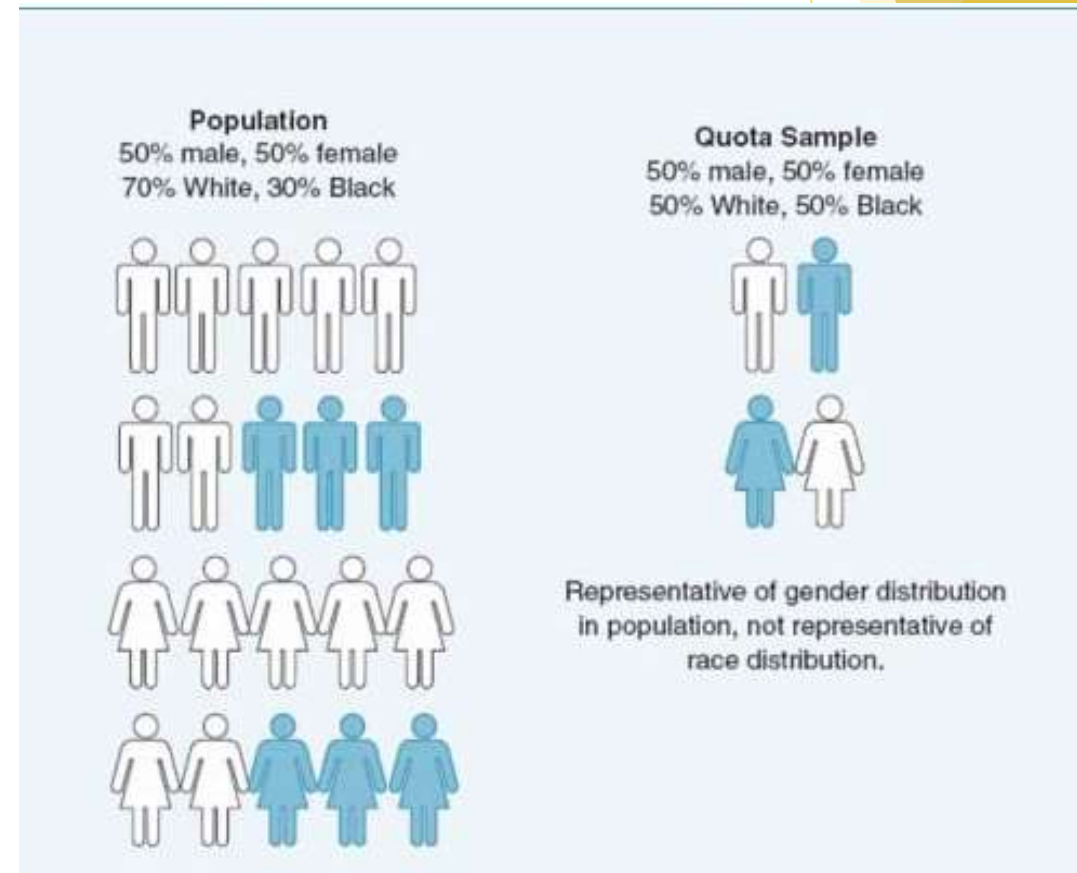 Population
50% male, 50% female
70% White, 30% Black
Quota Sample
50% male, 50% female
50% White, 50% Black
Representative of gender distribution
in population, not representative of
race distribution.